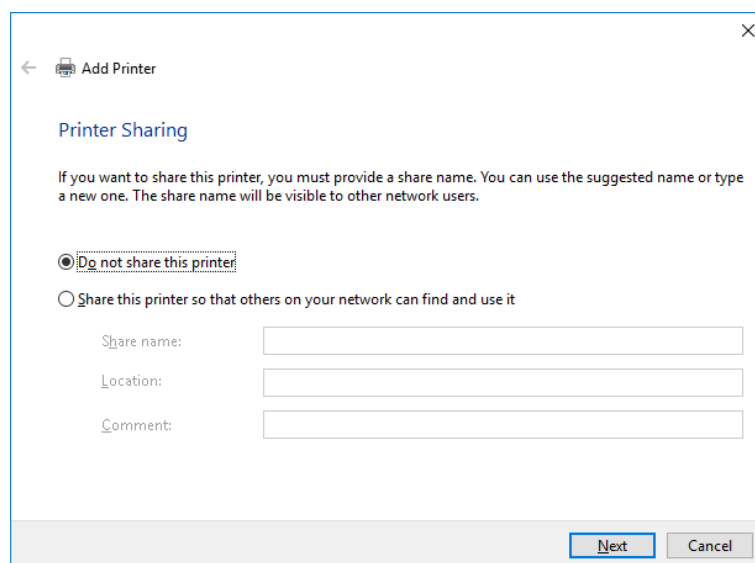 Add Printer
Printer Sharing
If you want to share this printer, you must provide a share name. You can use the suggested name or type
a new one. The share name will be visible to other network users.
Do not share this printer
Share this printer so that others on your network can find and use it
Share name:
Location:
Comment:
Next Cancel